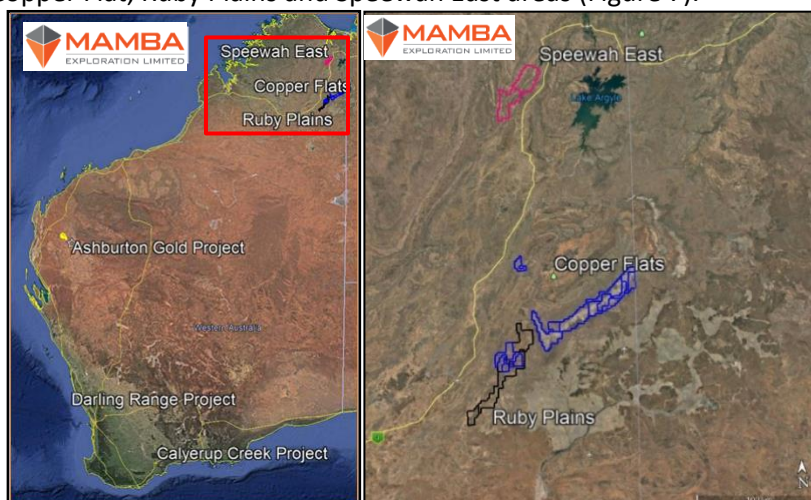 Copper Flat, Ruby Plains and Speewah East areas (Figure
MAMBA
EXPLORATION LIMITED
Speewah East
Copper Flats
Ruby Plains
Ashburton Gold Project
Western Australia
Darling Range Project
Calyerup Creek Project
MAMBA
EXPLORATION LIMITED
Speewah East
Lake Argyle
Copper Flats
Ruby Plains
N